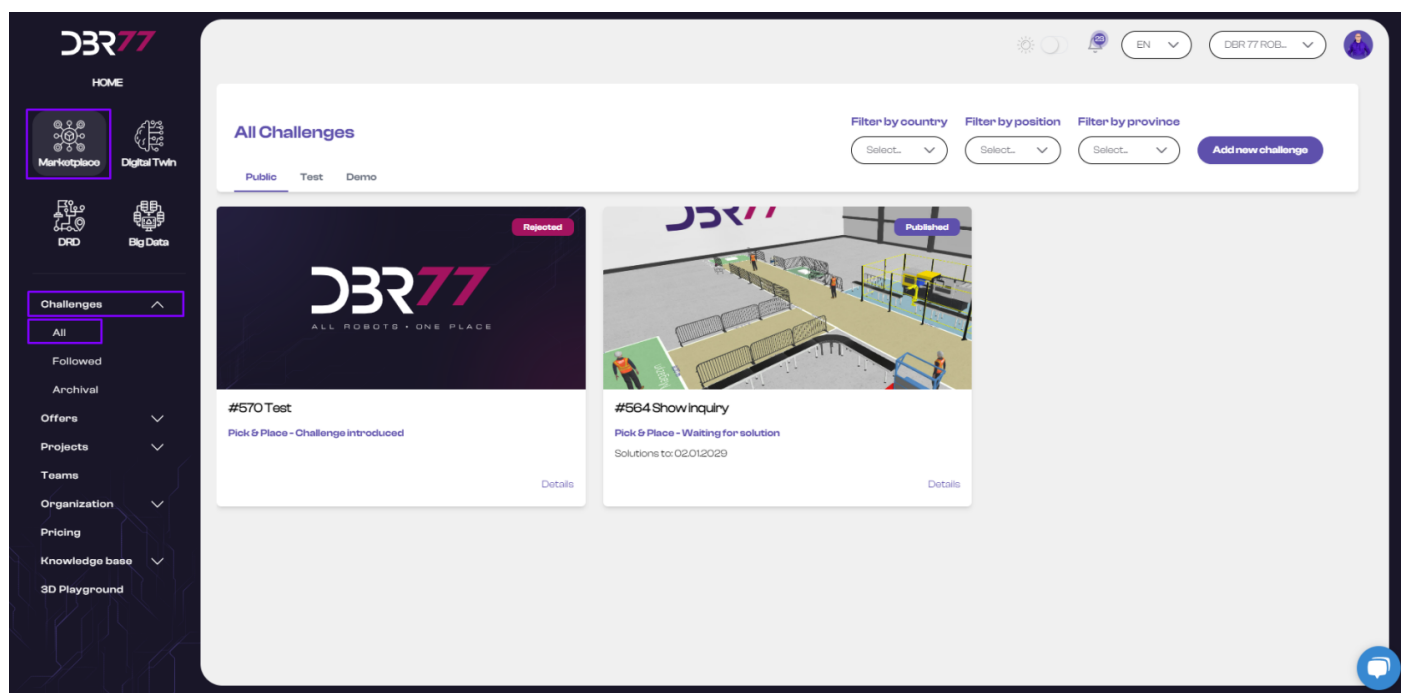 DBR77
HOME
Marketplace
Digital Twin
DRD
Big Data
Challenges
All
Followed
Archival
Offers
Projects
Teams
Organization
Pricing
Knowledge base
3D Playground
23
EN
DBR 77 ROB...
All Challenges
Filter by country
Filter by position
Filter by province
Select...
Select...
Select...
Add new challenge
Public
Test
Demo
Rejected
DBR77
ALL ROBOTS • ONE PLACE
#570 Test
Pick & Place - Challenge introduced
Details
DBR77
Published
#564 Show inquiry
Pick & Place - Waiting for solution
Solutions to: 02.01.2029
Details